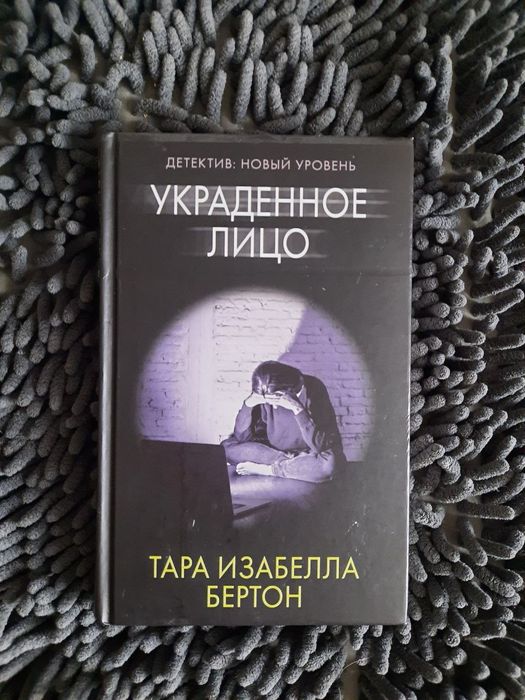 ДЕТЕКТИВ: НОВЫЙ УРОВЕНЬ
УКРАДЕННОЕ
ЛИЦО
ТАРА ИЗАБЕЛЛА
БЕРТОН